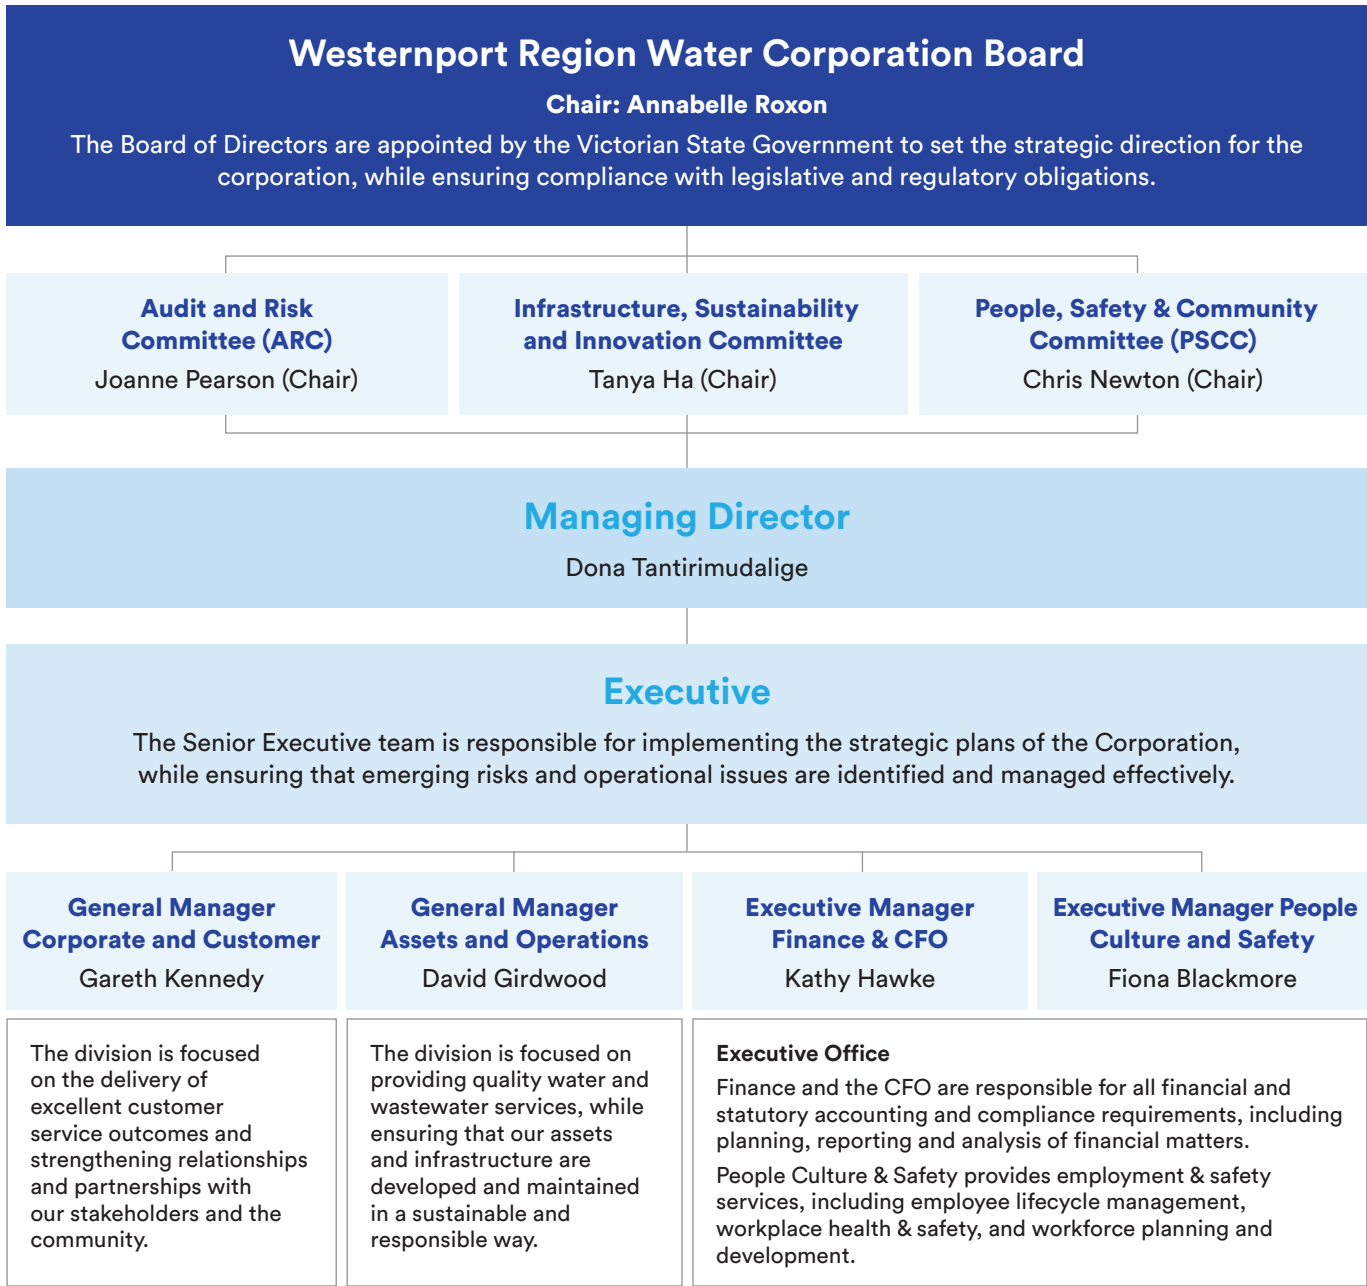 Westernport Region Water Corporation Board
Chair: Annabelle Roxon
The Board of Directors are appointed by the Victorian State Government to set the strategic direction for the
corporation, while ensuring compliance with legislative and regulatory obligations.
Audit and Risk
Committee (ARC)
Joanne Pearson (Chair)
Infrastructure, Sustainability
and Innovation Committee
Tanya Ha (Chair)
People, Safety & Community
Committee (PSCC)
Chris Newton (Chair)
Managing Director
Dona Tantirimudalige
Executive
The Senior Executive team is responsible for implementing the strategic plans of the Corporation,
while ensuring that emerging risks and operational issues are identified and managed effectively.
General Manager
Corporate and Customer
Gareth Kennedy
General Manager
Assets and Operations
David Girdwood
Executive Manager
Finance & CFO
Kathy Hawke
Executive Manager People
Culture and Safety
Fiona Blackmore
The division is focused
on the delivery of
excellent customer
service outcomes and
strengthening relationships
and partnerships with
our stakeholders and the
community.
The division is focused on
providing quality water and
wastewater services, while
ensuring that our assets
and infrastructure are
developed and maintained
in a sustainable and
responsible way.
Executive Office
Finance and the CFO are responsible for all financial and
statutory accounting and compliance requirements, including
planning, reporting and analysis of financial matters.
People Culture & Safety provides employment & safety
services, including employee lifecycle management,
workplace health & safety, and workforce planning and
development.